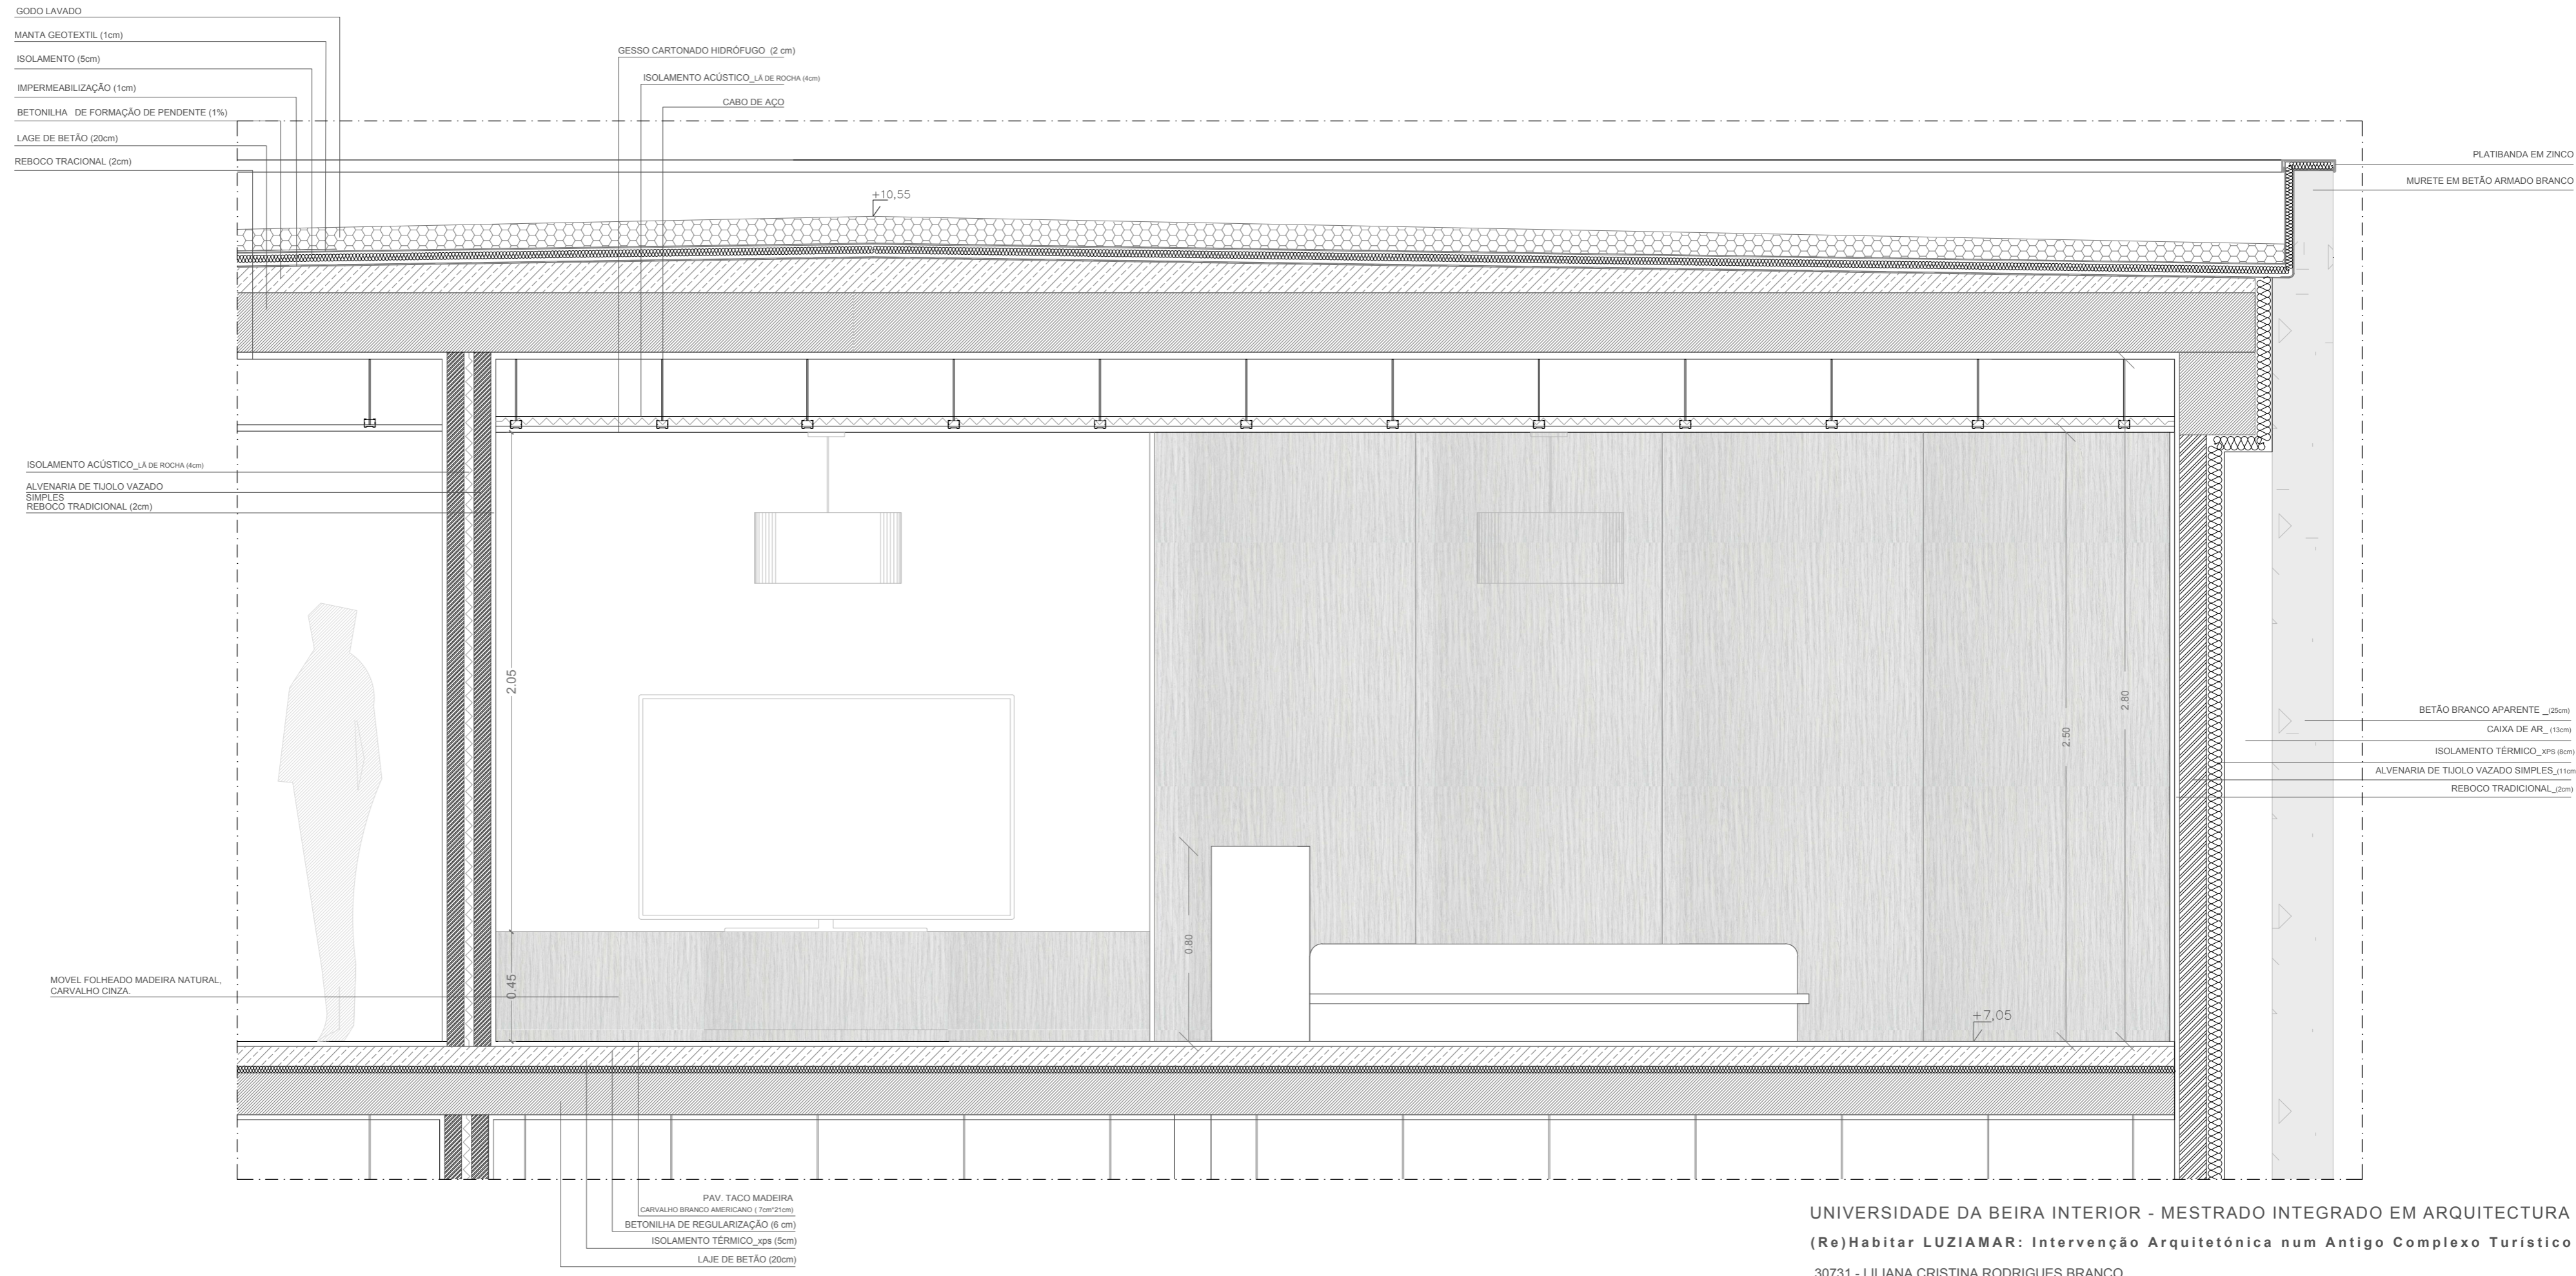 GODO LAVADO
MANTA GEOTEXTIL (1cm)
ISOLAMENTO (5cm)
IMPERMEABILIZAÇÃO (1cm)
BETONILHA DE FORMAÇÃO DE PENDENTE (1%)
LAGE DE BETÃO (20cm)
REBOCO TRACIONAL (2cm)
GESSO CARTONADO HIDRÓFUGO (2 cm)
ISOLAMENTO ACÚSTICO_LÃ DE ROCHA (4cm)
CABO DE AÇO
PLATIBANDA EM ZINCO
MURETE EM BETÃO ARMADO BRANCO
+10,55
ISOLAMENTO ACÚSTICO_LÃ DE ROCHA (4cm)
ALVENARIA DE TIJOLO VAZADO
SIMPLES
REBOCO TRADICIONAL (2cm)
2.05
2.80
2.50
BETÃO BRANCO APARENTE _(25cm)
CAIXA DE AR_ (13cm)
ISOLAMENTO TÉRMICO_XPS (8cm)
ALVENARIA DE TIJOLO VAZADO SIMPLES_(11cm
REBOCO TRADICIONAL_(2cm)
0.80
0.45
MOVEL FOLHEADO MADEIRA NATURAL,
CARVALHO CINZA.
+7,05
PAV. TACO MADEIRA
CARVALHO BRANCO AMERICANO ( 7cm*21cm)
BETONILHA DE REGULARIZAÇÃO (6 cm)
ISOLAMENTO TÉRMICO_xps (5cm)
LAJE DE BETÃO (20cm)
UNIVERSIDADE DA BEIRA INTERIOR - MESTRADO INTEGRADO EM ARQUITECTURA
(Re)Habitar LUZIAMAR: Intervenção Arquitetónica num Antigo Complexo Turístico
30731 - LILIANA CRISTINA RODRIGUES BRANCO